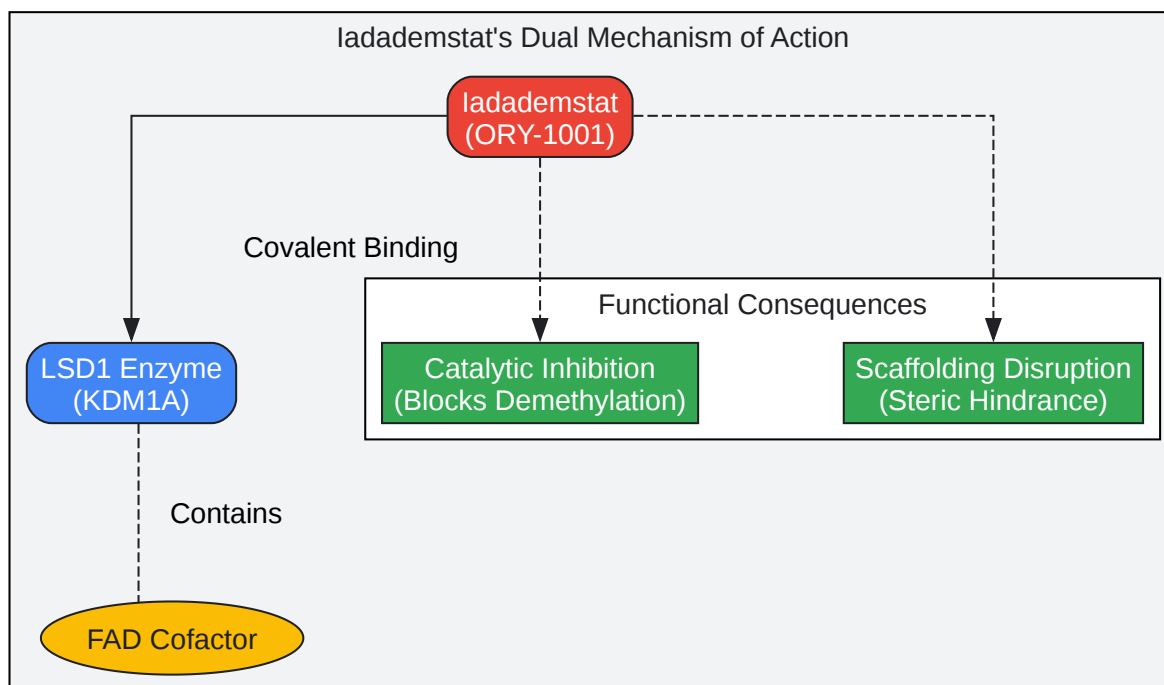 Iadademstat's Dual Mechanism of Action
Iadademstat
(ORY-1001)
Covalent Binding
Functional Consequences
LSD1 Enzyme
(KDM1A)
Catalytic Inhibition
(Blocks Demethylation)
Scaffolding Disruption
(Steric Hindrance)
Contains
FAD Cofactor